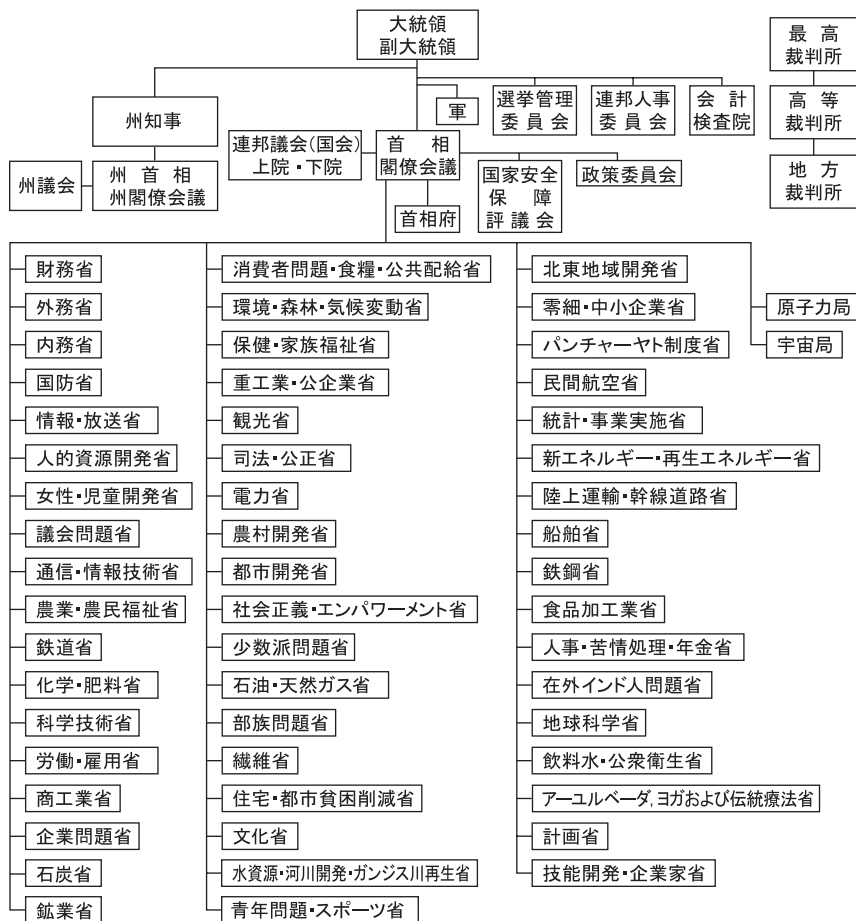 大統領
副大統領
最高
裁判所
軍
選挙管理
委員会
連邦人事
委員会
会計
検査院
高等
裁判所
州知事
連邦議会(国会)
上院・下院
首相
閣僚会議
国家安全
保障
評議会
政策委員会
地方
裁判所
州議会
州首相
州閣僚会議
首相府
財務省
外務省
内務省
国防省
情報・放送省
人的資源開発省
女性・児童開発省
議会問題省
通信・情報技術省
農業・農民福祉省
鉄道省
化学・肥料省
科学技術省
労働・雇用省
商工業省
企業問題省
石炭省
鉱業省
消費者問題・食糧・公共配給省
環境・森林・気候変動省
保健・家族福祉省
重工業・公企業省
観光省
司法・公正省
電力省
農村開発省
都市開発省
社会正義・エンパワーメント省
少数派問題省
石油・天然ガス省
部族問題省
繊維省
住宅・都市貧困削減省
文化省
水資源・河川開発・ガンジス川再生省
青年問題・スポーツ省
北東地域開発省
零細・中小企業省
パンチャーヤト制度省
民間航空省
統計・事業実施省
新エネルギー・再生エネルギー省
陸上運輸・幹線道路省
船舶省
鉄鋼省
食品加工業省
人事・苦情処理・年金省
在外インド人問題省
地球科学省
飲料水・公衆衛生省
アーユルベーダ,ヨガおよび伝統療法省
計画省
技能開発・企業家省
原子力局
宇宙局